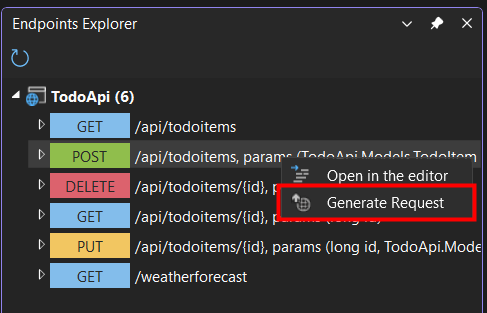 Endpoints Explorer
TodoApi (6)
GET /api/todoitems
POST /api/todoitems, params (TodoApi.Models.TodoItem
Open in the editor
DELETE /api/todoitems/{id}, p
Generate Request
GET /api/todoitems/{id}, params (long id)
PUT /api/todoitems/{id}, params (long id, TodoApi.Mode
GET /weatherforecast